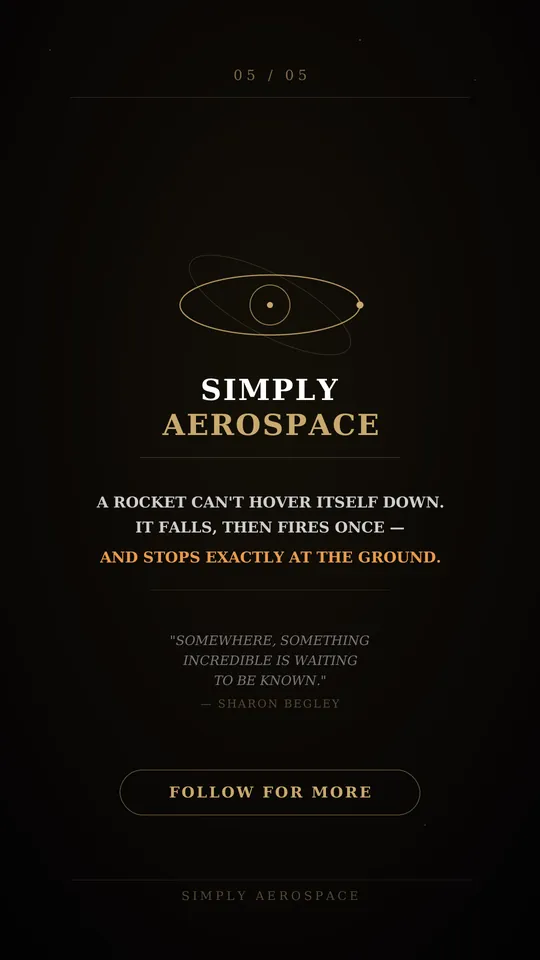 05 / 05
SIMPLY
AEROSPACE
A ROCKET CAN'T HOVER ITSELF DOWN.
IT FALLS, THEN FIRES ONCE —
AND STOPS EXACTLY AT THE GROUND.
"SOMEWHERE, SOMETHING
INCREDIBLE IS WAITING
TO BE KNOWN."
— SHARON BEGLEY
FOLLOW FOR MORE
SIMPLY AEROSPACE